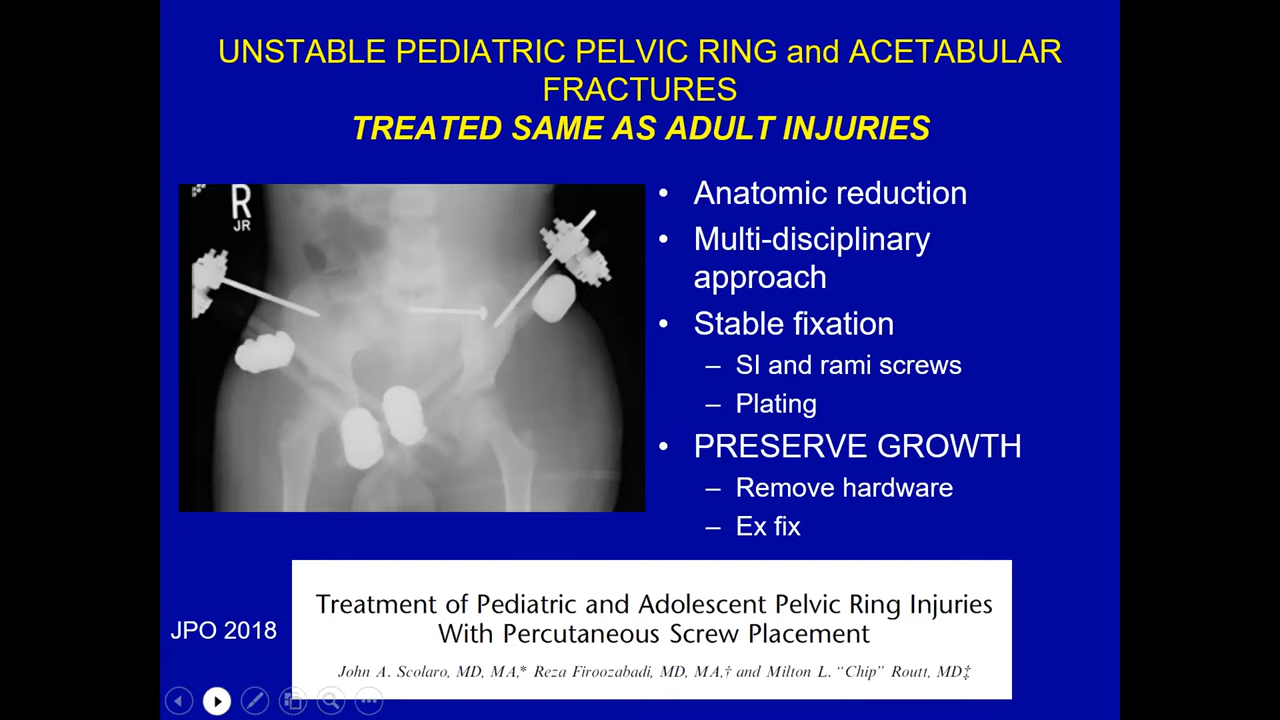 UNSTABLE PEDIATRIC PELVIC RING and ACETABULAR
FRACTURES
TREATED SAME AS ADULT INJURIES
R
JR
• Anatomic reduction
• Multi-disciplinary
approach
• Stable fixation
– SI and rami screws
– Plating
• PRESERVE GROWTH
– Remove hardware
– Ex fix
JPO 2018
Treatment of Pediatric and Adolescent Pelvic Ring Injuries
With Percutaneous Screw Placement
John A. Scolaro, MD, MA,* Reza Firoozabadi, MD, MA,† and Milton L. “Chip” Routt, MD‡